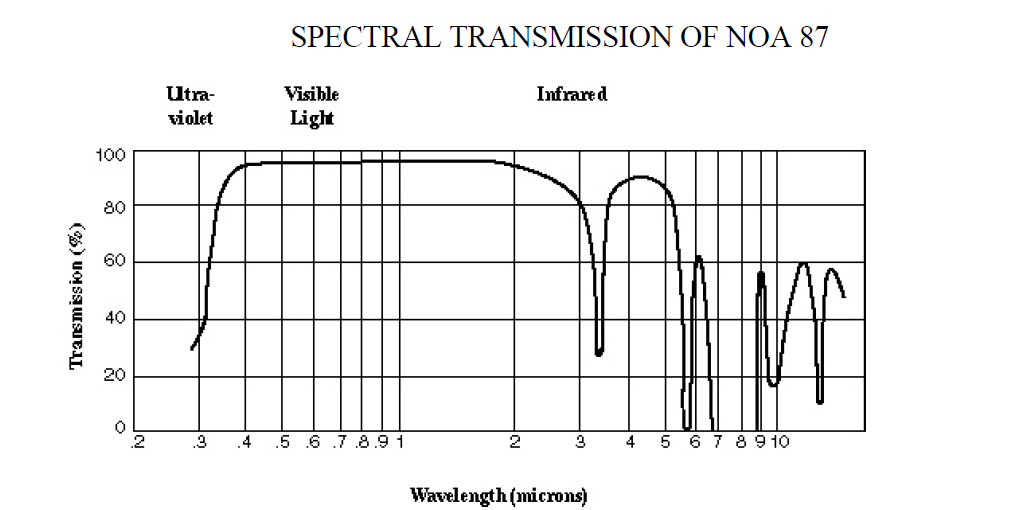 SPECTRAL TRANSMISSION OF NOA 87
Ultra-
violet
Visible
Light
Infrared
Transmission (%)
100
80
60
40
20
0
.2 .3 .4 .5 .6 .7 .8 .9 1 2 3 4 5 6 7 8 9 10
Wavelength (microns)